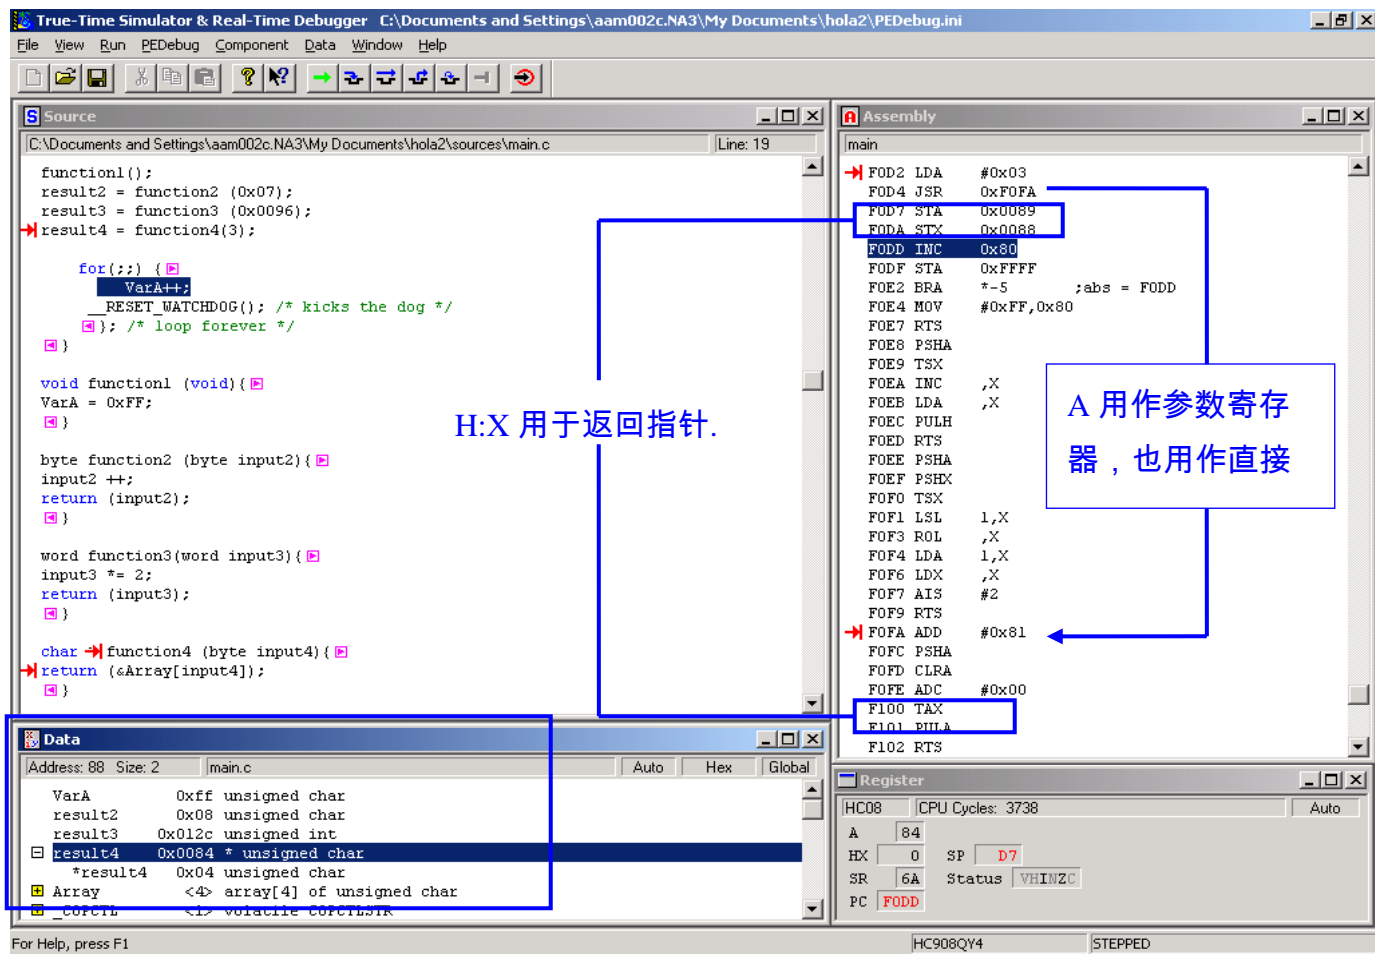 True-Time Simulator & Real-Time Debugger C:\Documents and Settings\aam002c.NA3\My Documents\hola2\PEDebug.ini
File View Run PEDebug Component Data Window Help
Source
C:\Documents and Settings\aam002c.NA3\My Documents\hola2\sources\main.c Line: 19
function1();
result2 = function2 (0x07);
result3 = function3 (0x0096);
result4 = function4(3);
for(;;) {
VarA++;
__RESET_WATCHDOG(); /* kicks the dog */
}; /* loop forever */
}
void function1 (void){
VarA = 0xFF;
}
byte function2 (byte input2){
input2 ++;
return (input2);
}
word function3(word input3){
input3 *= 2;
return (input3);
}
char function4 (byte input4){
return (&Array[input4]);
}
H:X 用于返回指针.
Assembly
main
F0D2 LDA #0x03
F0D4 JSR 0xF0FA
F0D7 STA 0x0089
F0DA STX 0x0088
F0DD INC 0x80
F0DF STA 0xFFFF
F0E2 BRA *-5 ;abs = F0DD
F0E4 MOV #0xFF,0x80
F0E7 RTS
F0E8 PSHA
F0E9 TSX
F0EA INC ,X
F0EB LDA ,X
F0EC PULH
F0ED RTS
F0EE PSHA
F0EF PSHX
F0F0 TSX
F0F1 LSL 1,X
F0F3 ROL ,X
F0F4 LDA 1,X
F0F6 LDX ,X
F0F7 AIS #2
F0F9 RTS
F0FA ADD #0x81
F0FC PSHA
F0FD CLRA
F0FE ADC #0x00
F100 TAX
F101 PULA
F102 RTS
A 用作参数寄存
器，也用作直接
Data
Address: 88 Size: 2 main.c Auto Hex Global
VarA 0xff unsigned char
result2 0x08 unsigned char
result3 0x012c unsigned int
result4 0x0084 * unsigned char
*result4 0x04 unsigned char
Array <4> array[4] of unsigned char
_COPCTL <1> volatile COPCTLSTR
Register
HC08 CPU Cycles: 3738 Auto
A 84
HX 0 SP D7
SR 6A Status VHINZC
PC F0DD
For Help, press F1 HC908QY4 STEPPED